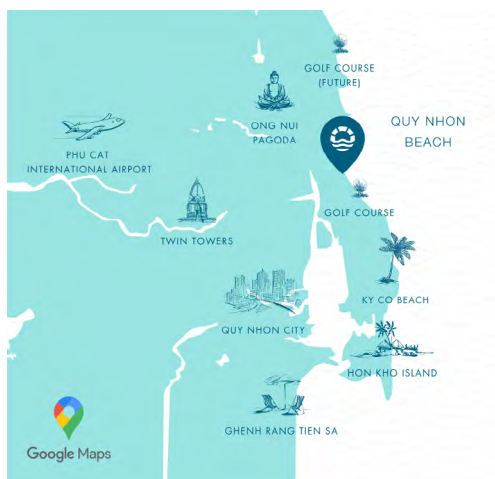 GOLF COURSE
(FUTURE)
ONG NUI
PAGODA
QUY NHON
BEACH
PHU CAT
INTERNATIONAL AIRPORT
GOLF COURSE
TWIN TOWERS
KY CO BEACH
QUY NHON CITY
HON KHO ISLAND
GHENH RANG TIEN SA
Google Maps